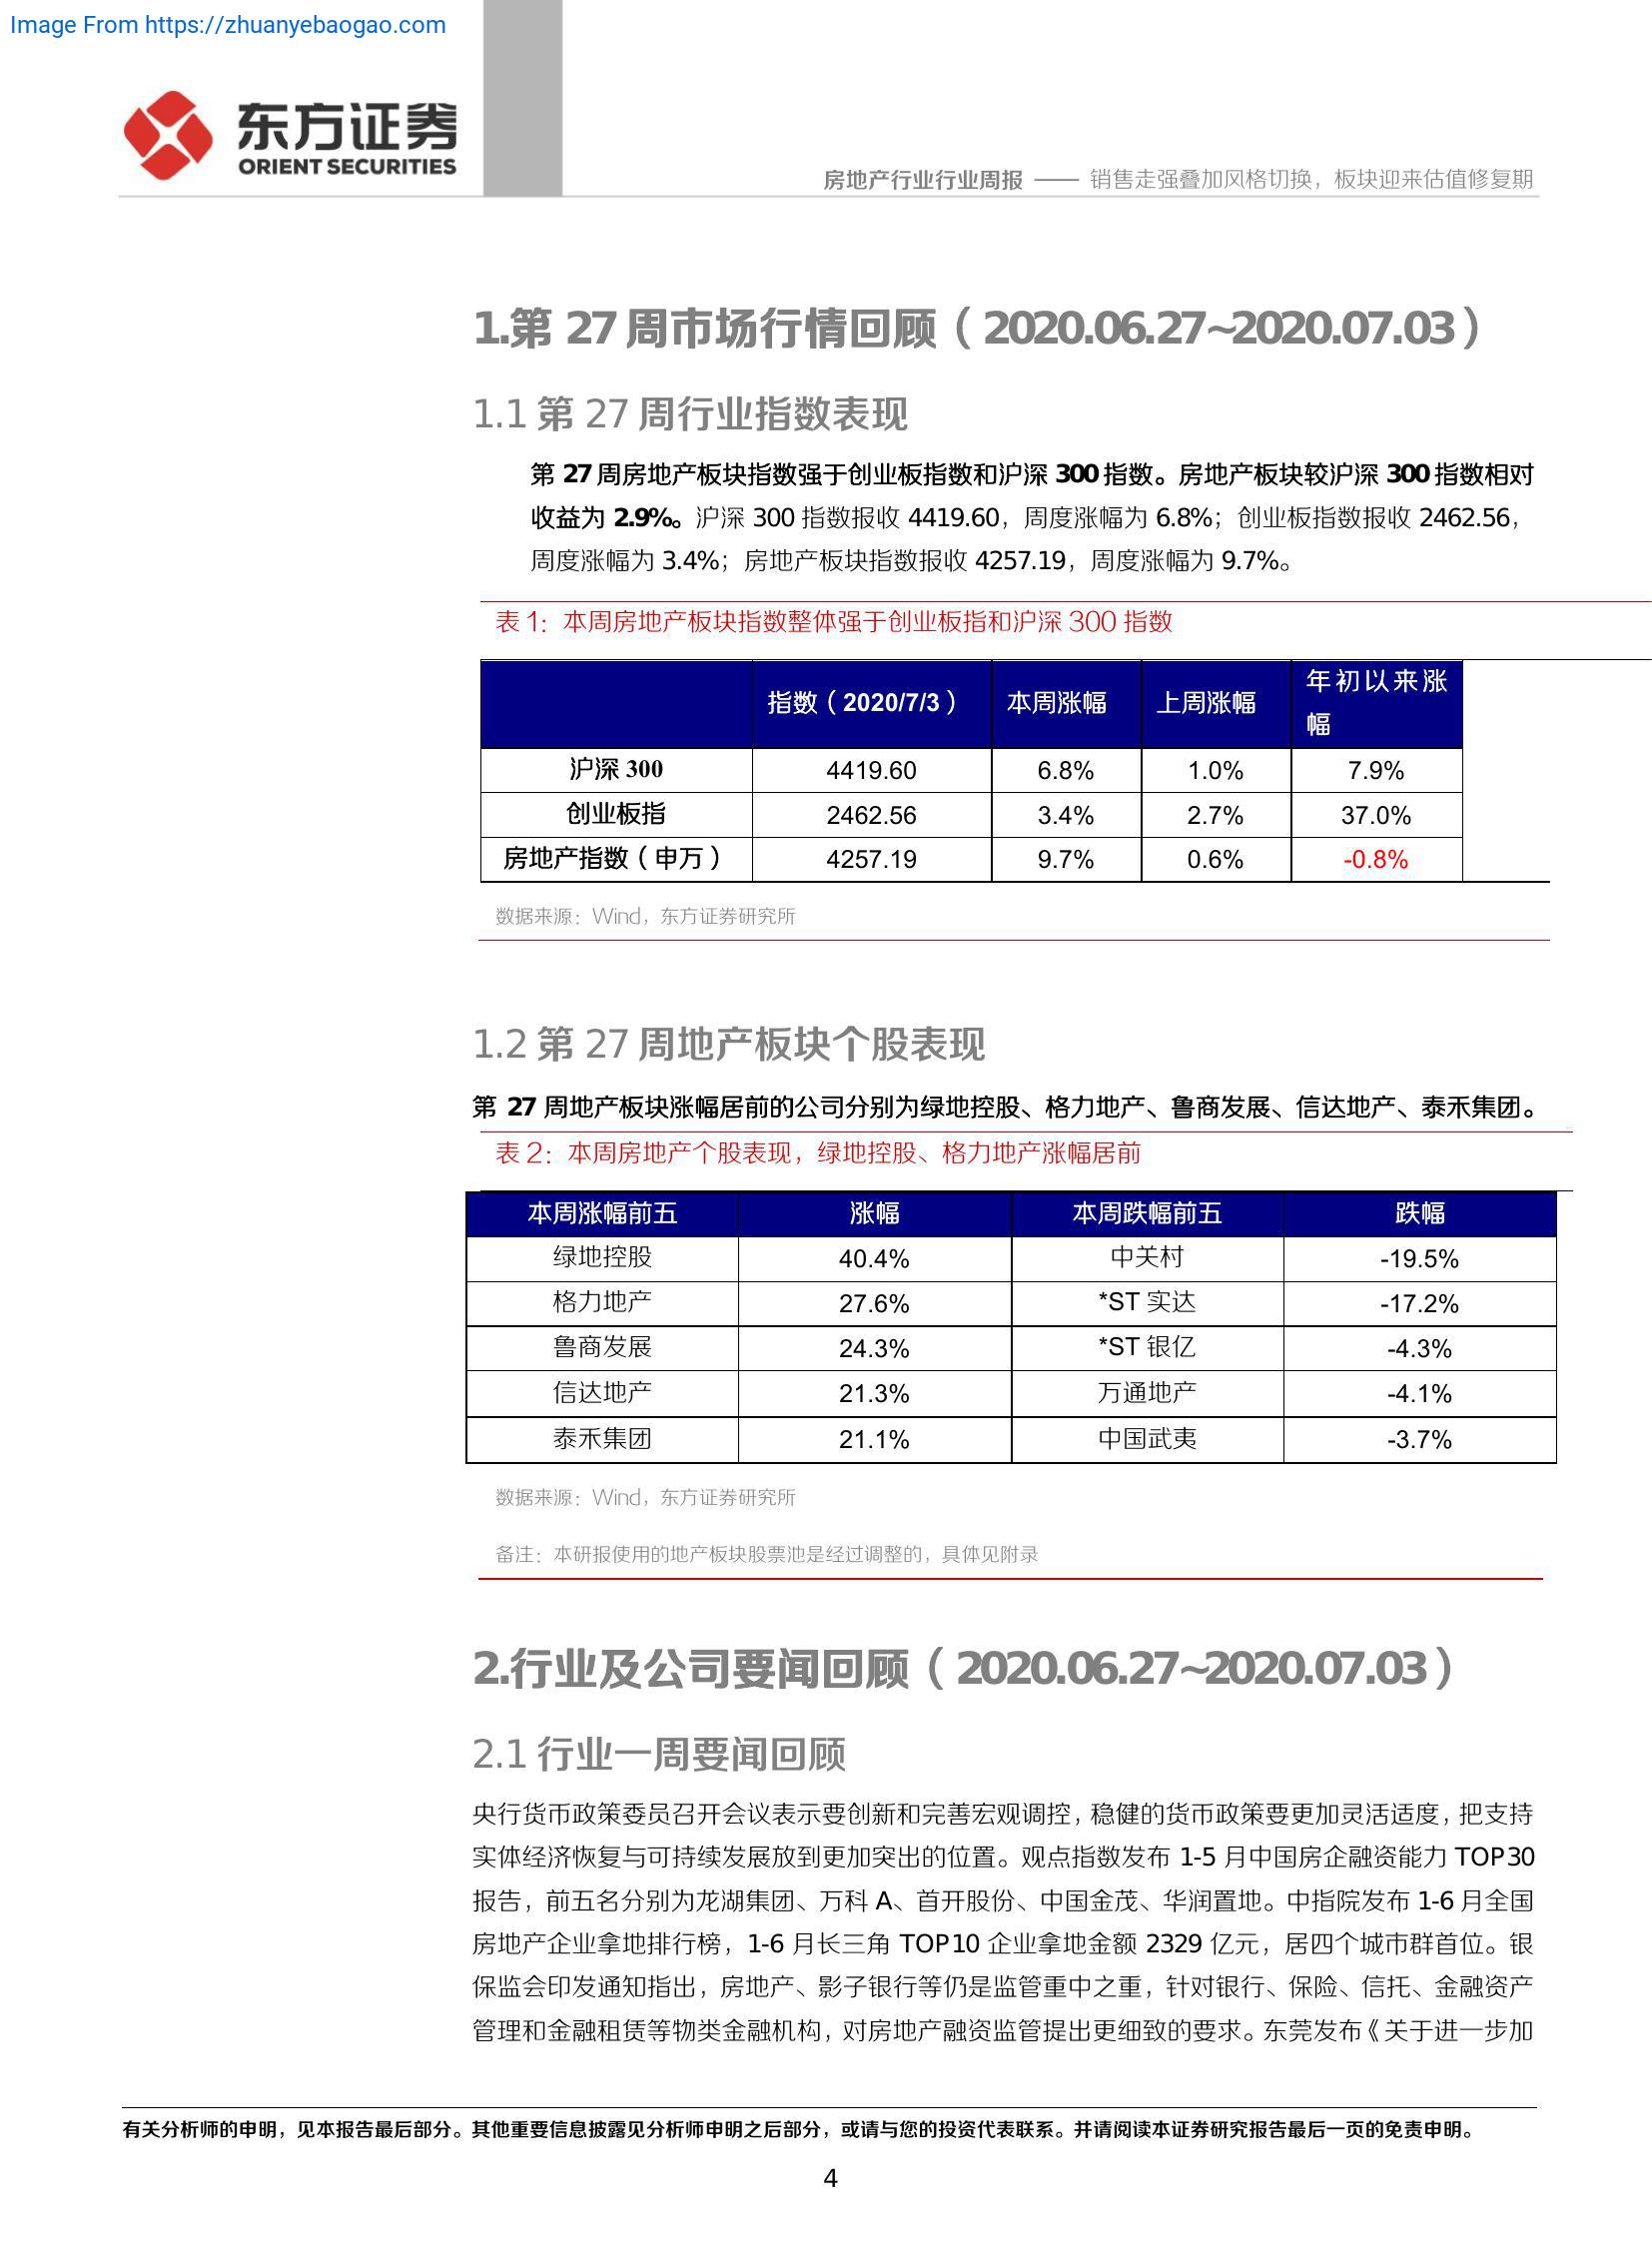 Image From https://zhuanyebaogao.com
东方证券
ORIENT SECURITIES
房地产行业行业周报 —— 销售走强叠加风格切换，板块迎来估值修复期
1.第 27 周市场行情回顾（2020.06.27~2020.07.03）
1.1 第 27 周行业指数表现
第 27 周房地产板块指数强于创业板指数和沪深 300 指数。房地产板块较沪深 300 指数相对
收益为 2.9%。沪深 300 指数报收 4419.60，周度涨幅为 6.8%；创业板指数报收 2462.56，
周度涨幅为 3.4%；房地产板块指数报收 4257.19，周度涨幅为 9.7%。
表 1：本周房地产板块指数整体强于创业板指和沪深 300 指数
指数（2020/7/3） 本周涨幅 上周涨幅 年初以来涨
幅
沪深 300 4419.60 6.8% 1.0% 7.9%
创业板指 2462.56 3.4% 2.7% 37.0%
房地产指数（申万） 4257.19 9.7% 0.6% -0.8%
数据来源：Wind，东方证券研究所
1.2 第 27 周地产板块个股表现
第 27 周地产板块涨幅居前的公司分别为绿地控股、格力地产、鲁商发展、信达地产、泰禾集团。
表 2：本周房地产个股表现，绿地控股、格力地产涨幅居前
本周涨幅前五 涨幅 本周跌幅前五 跌幅
绿地控股 40.4% 中关村 -19.5%
格力地产 27.6% *ST 实达 -17.2%
鲁商发展 24.3% *ST 银亿 -4.3%
信达地产 21.3% 万通地产 -4.1%
泰禾集团 21.1% 中国武夷 -3.7%
数据来源：Wind，东方证券研究所
备注：本研报使用的地产板块股票池是经过调整的，具体见附录
2.行业及公司要闻回顾（2020.06.27~2020.07.03）
2.1 行业一周要闻回顾
央行货币政策委员召开会议表示要创新和完善宏观调控，稳健的货币政策要更加灵活适度，把支持
实体经济恢复与可持续发展放到更加突出的位置。观点指数发布 1-5 月中国房企融资能力 TOP30
报告，前五名分别为龙湖集团、万科 A、首开股份、中国金茂、华润置地。中指院发布 1-6 月全国
房地产企业拿地排行榜，1-6 月长三角 TOP10 企业拿地金额 2329 亿元，居四个城市群首位。银
保监会印发通知指出，房地产、影子银行等仍是监管重中之重，针对银行、保险、信托、金融资产
管理和金融租赁等物类金融机构，对房地产融资监管提出更细致的要求。东莞发布《关于进一步加
有关分析师的申明，见本报告最后部分。其他重要信息披露见分析师申明之后部分，或请与您的投资代表联系。并请阅读本证券研究报告最后一页的免责申明。
4